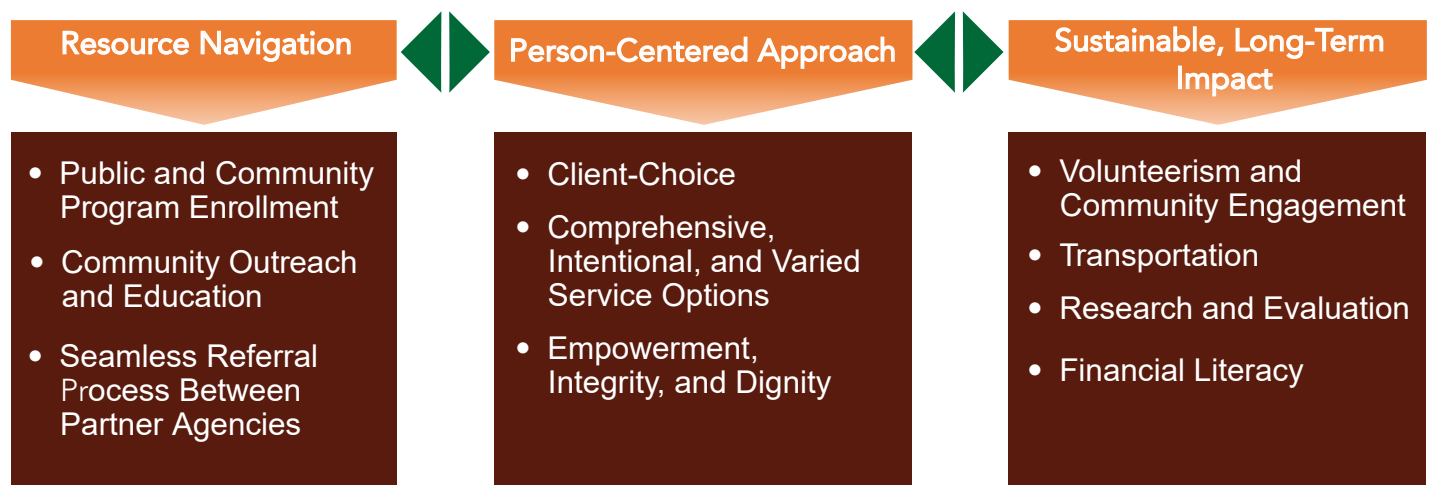 Resource Navigation
• Public and Community
Program Enrollment
• Community Outreach
and Education
• Seamless Referral
Process Between
Partner Agencies
Person-Centered Approach
• Client-Choice
• Comprehensive,
Intentional, and Varied
Service Options
• Empowerment,
Integrity, and Dignity
Sustainable, Long-Term
Impact
• Volunteerism and
Community Engagement
• Transportation
• Research and Evaluation
• Financial Literacy